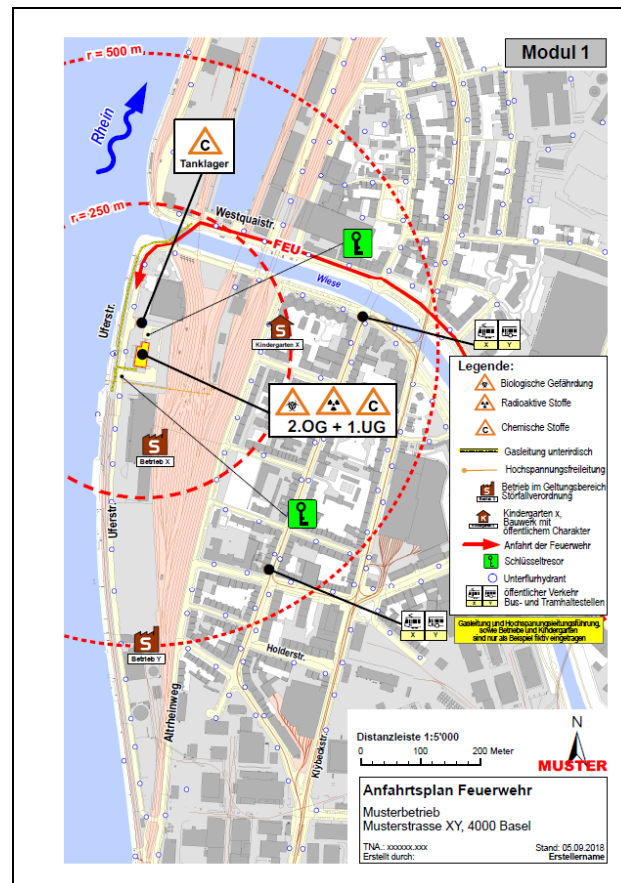 Modul 1
r = 500 m
Rhein
C
Tanklager
r = 250 m
Westquaistr.
FEU
Wiese
Uferstr.
S
Kindergarten X
X Y
C
2.OG + 1.UG
S
Betrieb X
Uferstr.
X Y
S
Betrieb Y
Holderstr.
Altrheinweg
Klybeckstr.
Legende:
Biologische Gefährdung
Radioaktive Stoffe
C
Chemische Stoffe
Gasleitung unterirdisch
Hochspannungsfreileitung
S
Betrieb im Geltungsbereich
Störfallverordnung
Kindergarten x,
Bauwerk mit
öffentlichem Charakter
Anfahrt der Feuerwehr
Schlüsseltresor
Unterflurhydrant
öffentlicher Verkehr
Bus- und Tramhaltestellen
X Y
Gasleitung und Hochspanungsleitungsführung,
sowie Betriebe und Kindergarten
sind nur als Beispiel fiktiv eingetragen
Distanzleiste 1:5'000
0 100 200 Meter
N
MUSTER
Anfahrtsplan Feuerwehr
Musterbetrieb
Musterstrasse XY, 4000 Basel
TNA.: xxxxxx.xxx
Stand: 05.09.2018
Erstellt durch:
Erstellername